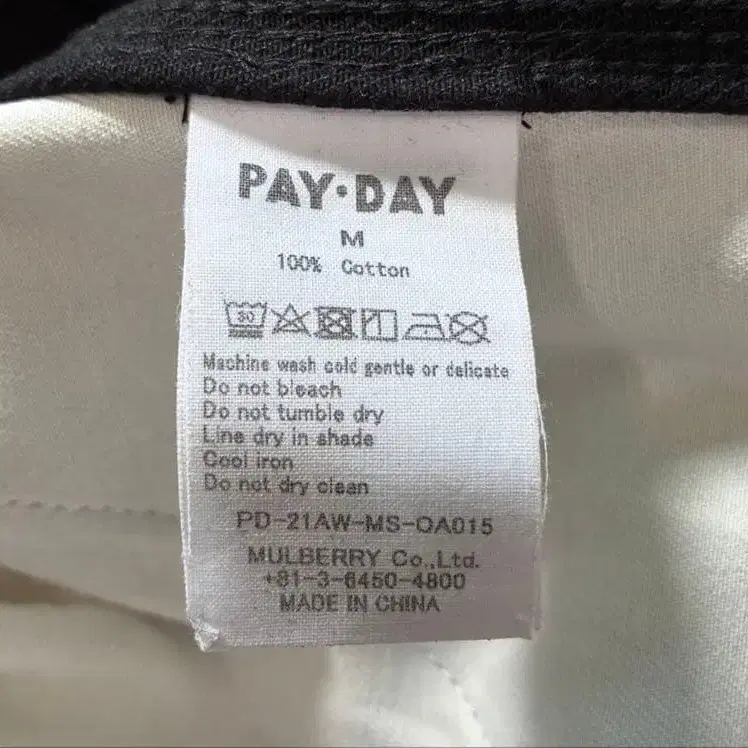 PAY·DAY
M
100% Cotton
30
Machine wash cold gentle or delicate
Do not bleach
Do not tumble dry
Line dry in shade
Cool iron
Do not dry clean
PD-21AW-MS-OA015
MULBERRY Co.,Ltd.
+81-3-6450-4800
MADE IN CHINA